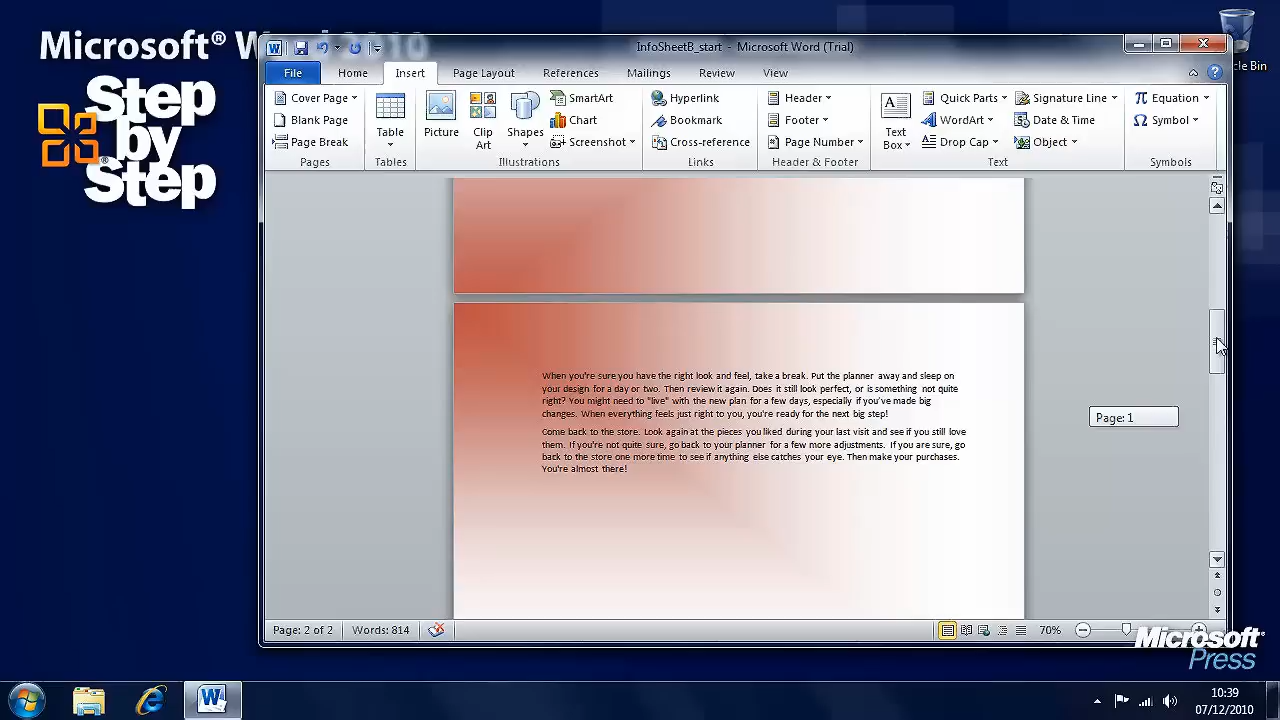 Microsoft® W rd 2010
Step
by
Step
InfoSheetB_start - Microsoft Word (Trial)
File Home Insert Page Layout References Mailings Review View
Cover Page
Blank Page
Page Break
Pages
Table
Tables
Picture
Clip Art
Shapes
SmartArt
Chart
Screenshot
Illustrations
Hyperlink
Bookmark
Cross-reference
Links
Header
Footer
Page Number
Header & Footer
Text Box
Quick Parts
WordArt
Drop Cap
Signature Line
Date & Time
Object
Text
Equation
Symbol
Symbols
When you're sure you have the right look and feel, take a break. Put the planner away and sleep on
your design for a day or two. Then review it again. Does it still look perfect, or is something not quite
right? You might need to "live" with the new plan for a few days, especially if you've made big
changes. When everything feels just right to you, you're ready for the next big step!
Come back to the store. Look again at the pieces you liked during your last visit and see if you still love
them. If you're not quite sure, go back to your planner for a few more adjustments. If you are sure, go
back to the store one more time to see if anything else catches your eye. Then make your purchases.
You're almost there!
Page: 1
Page: 2 of 2 Words: 814 70%
Microsoft®
Press
cle Bin
10:39
07/12/2010